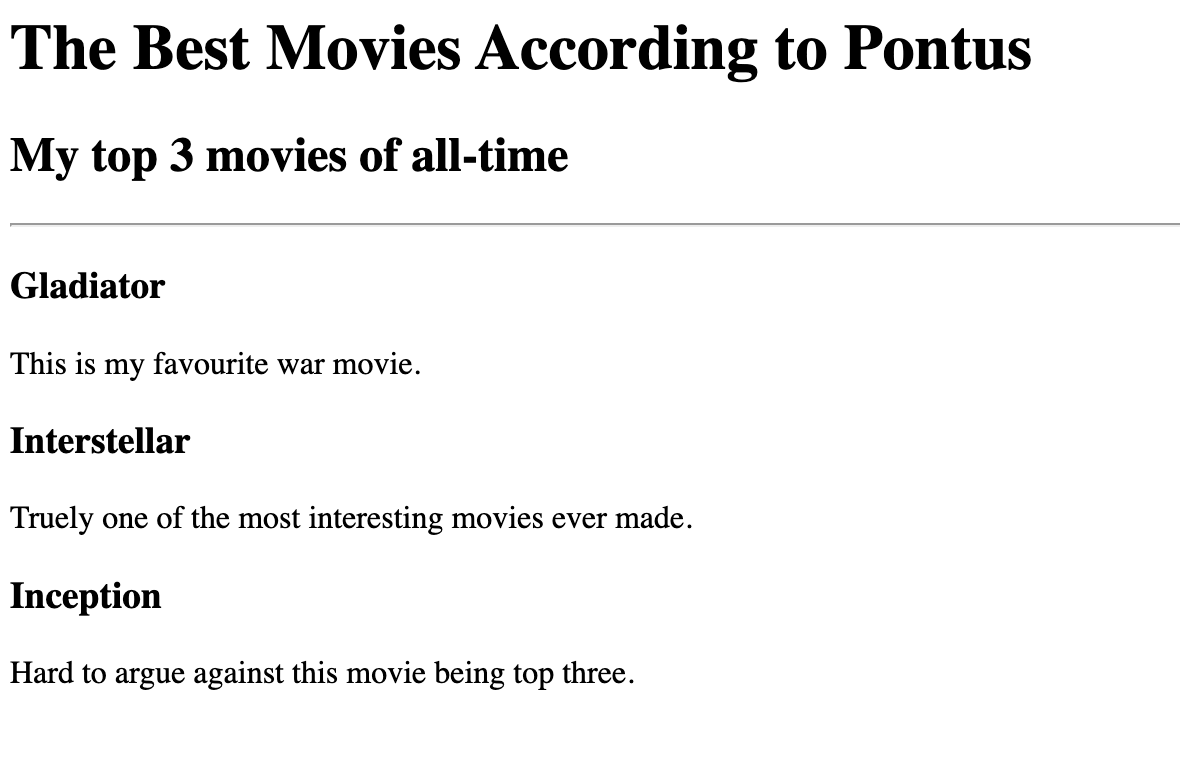 The Best Movies According to Pontus
My top 3 movies of all-time
Gladiator
This is my favourite war movie.
Interstellar
Truely one of the most interesting movies ever made.
Inception
Hard to argue against this movie being top three.